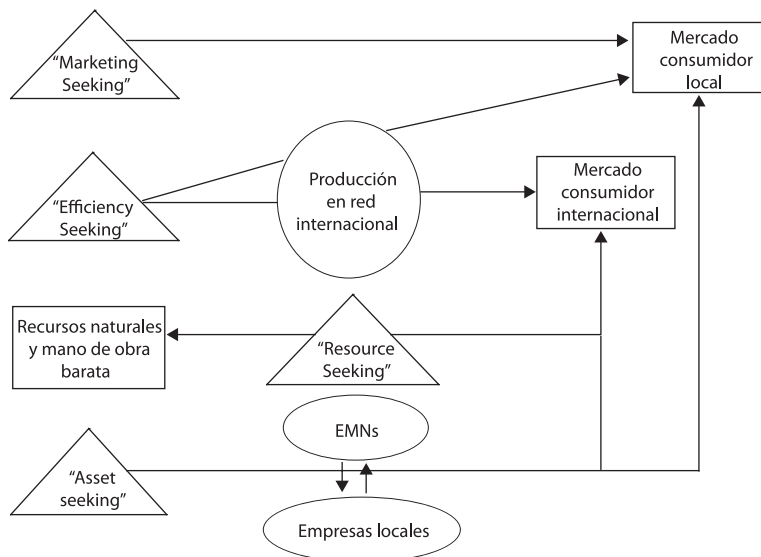 “Marketing
Seeking”
Mercado
consumidor
local
“Efficiency
Seeking”
Producción
en red
internacional
Mercado
consumidor
internacional
Recursos naturales
y mano de obra
barata
“Resource
Seeking”
EMNs
“Asset
seeking”
Empresas locales